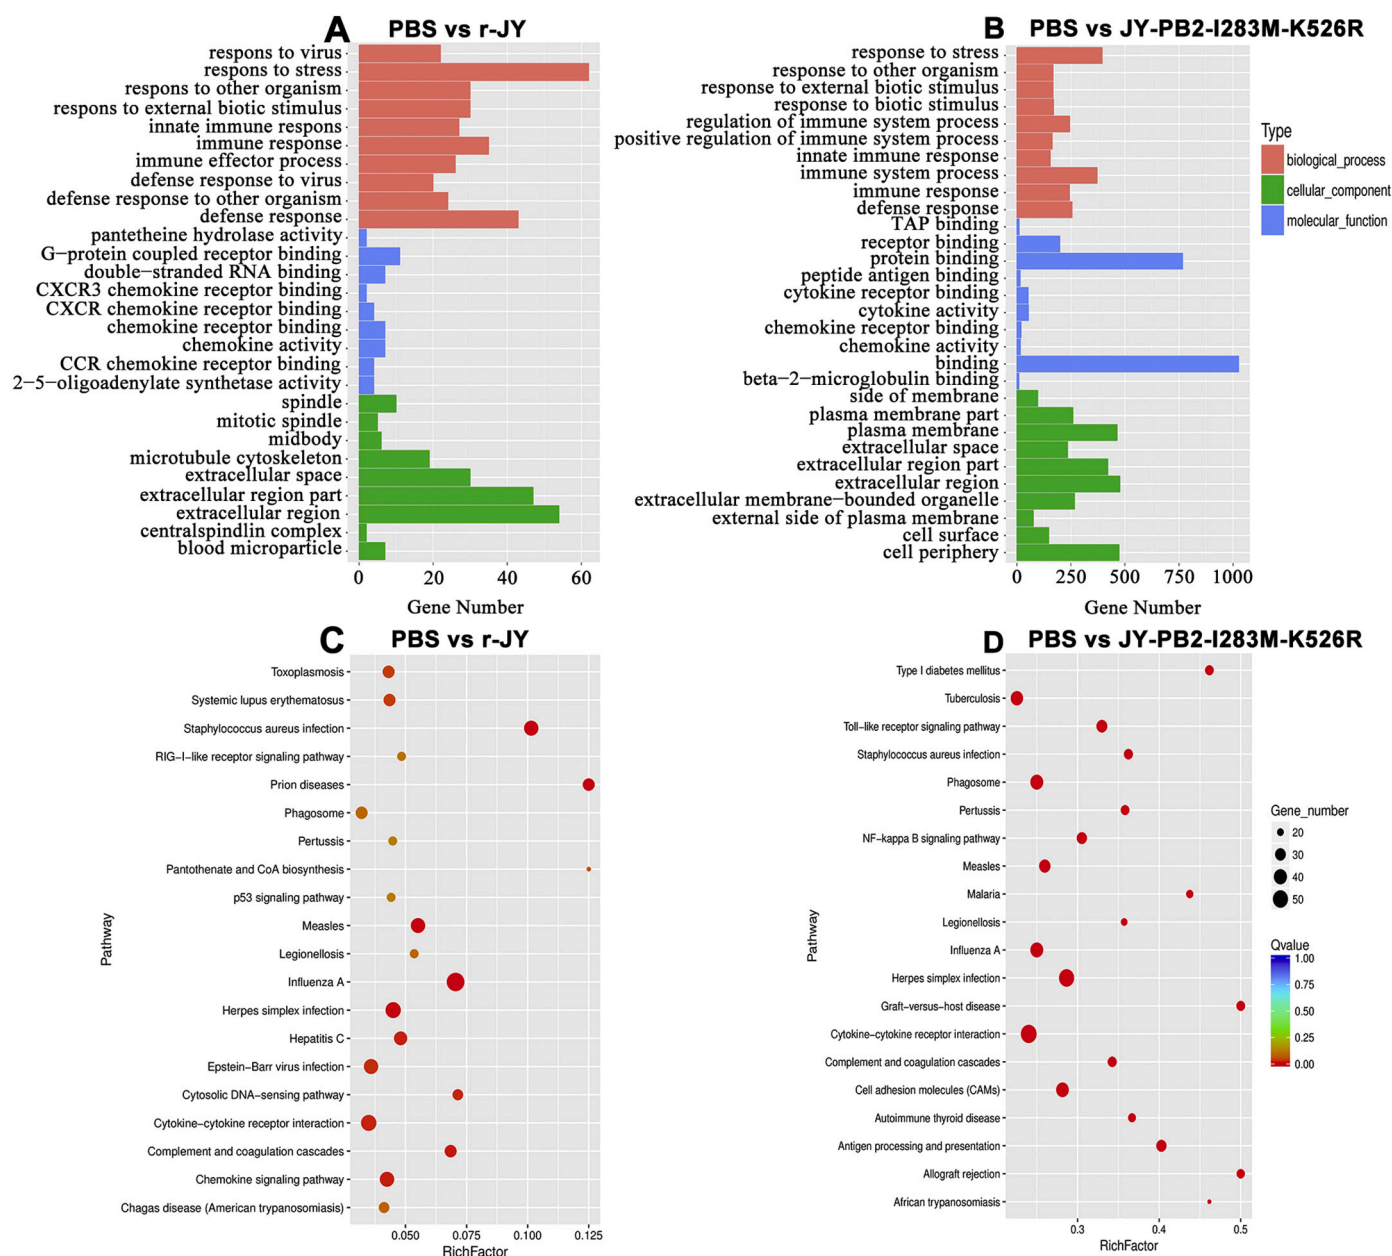 A PBS vs r-JY
respons to virus
respons to stress
respons to other organism
respons to external biotic stimulus
innate immune respons
immune response
immune effector process
defense response to virus
defense response to other organism
defense response
pantetheine hydrolase activity
G−protein coupled receptor binding
double−stranded RNA binding
CXCR3 chemokine receptor binding
CXCR chemokine receptor binding
chemokine receptor binding
chemokine activity
CCR chemokine receptor binding
2−5−oligoadenylate synthetase activity
spindle
mitotic spindle
midbody
microtubule cytoskeleton
extracellular space
extracellular region part
extracellular region
centralspindlin complex
blood microparticle
0 20 40 60
Gene Number
B PBS vs JY-PB2-I283M-K526R
response to stress
response to other organism
response to external biotic stimulus
response to biotic stimulus
regulation of immune system process
positive regulation of immune system process
innate immune response
immune system process
immune response
defense response
TAP binding
receptor binding
protein binding
peptide antigen binding
cytokine receptor binding
cytokine activity
chemokine receptor binding
chemokine activity
binding
beta−2−microglobulin binding
side of membrane
plasma membrane part
plasma membrane
extracellular space
extracellular region part
extracellular region
extracellular membrane−bounded organelle
external side of plasma membrane
cell surface
cell periphery
0 250 500 750 1000
Gene Number
Type
biological_process
cellular_component
molecular_function
C PBS vs r-JY
Toxoplasmosis
Systemic lupus erythematosus
Staphylococcus aureus infection
RIG−I−like receptor signaling pathway
Prion diseases
Phagosome
Pertussis
Pantothenate and CoA biosynthesis
p53 signaling pathway
Measles
Legionellosis
Influenza A
Herpes simplex infection
Hepatitis C
Epstein−Barr virus infection
Cytosolic DNA−sensing pathway
Cytokine−cytokine receptor interaction
Complement and coagulation cascades
Chemokine signaling pathway
Chagas disease (American trypanosomiasis)
Pathway
0.050 0.075 0.100 0.125
RichFactor
D PBS vs JY-PB2-I283M-K526R
Type I diabetes mellitus
Tuberculosis
Toll−like receptor signaling pathway
Staphylococcus aureus infection
Phagosome
Pertussis
NF−kappa B signaling pathway
Measles
Malaria
Legionellosis
Influenza A
Herpes simplex infection
Graft−versus−host disease
Cytokine−cytokine receptor interaction
Complement and coagulation cascades
Cell adhesion molecules (CAMs)
Autoimmune thyroid disease
Antigen processing and presentation
Allograft rejection
African trypanosomiasis
Pathway
0.3 0.4 0.5
RichFactor
Gene_number
20
30
40
50
Qvalue
1.00
0.75
0.50
0.25
0.00